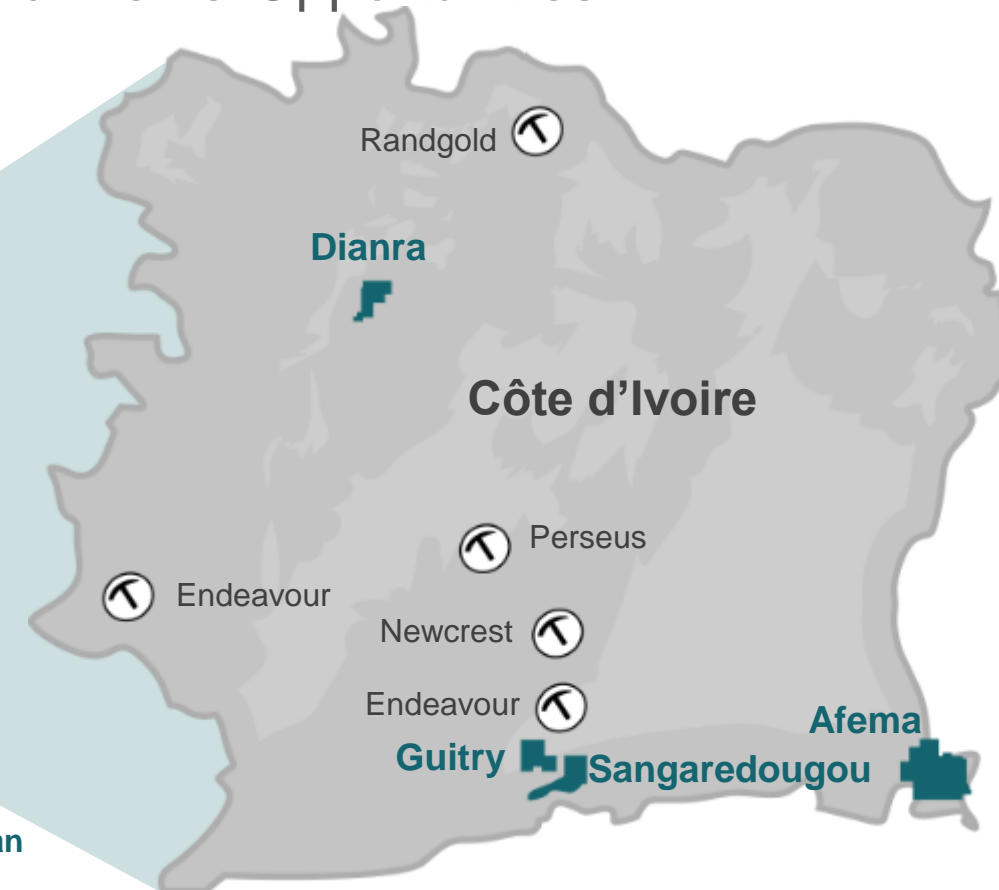 Randgold
Dianra
Côte d’Ivoire
Perseus
Endeavour
Newcrest
Endeavour
Afema
Guitry
Sangaredougou